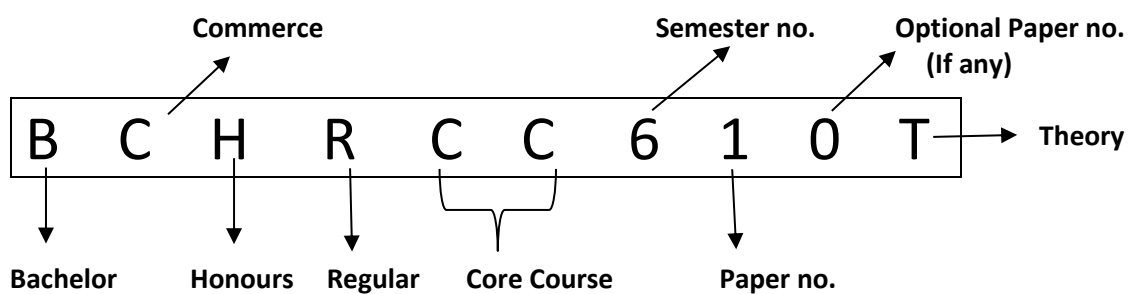 Commerce Semester no. Optional Paper no.
(If any)
B C H R C C 6 1 0 T Theory
Bachelor Honours Regular Core Course Paper no.